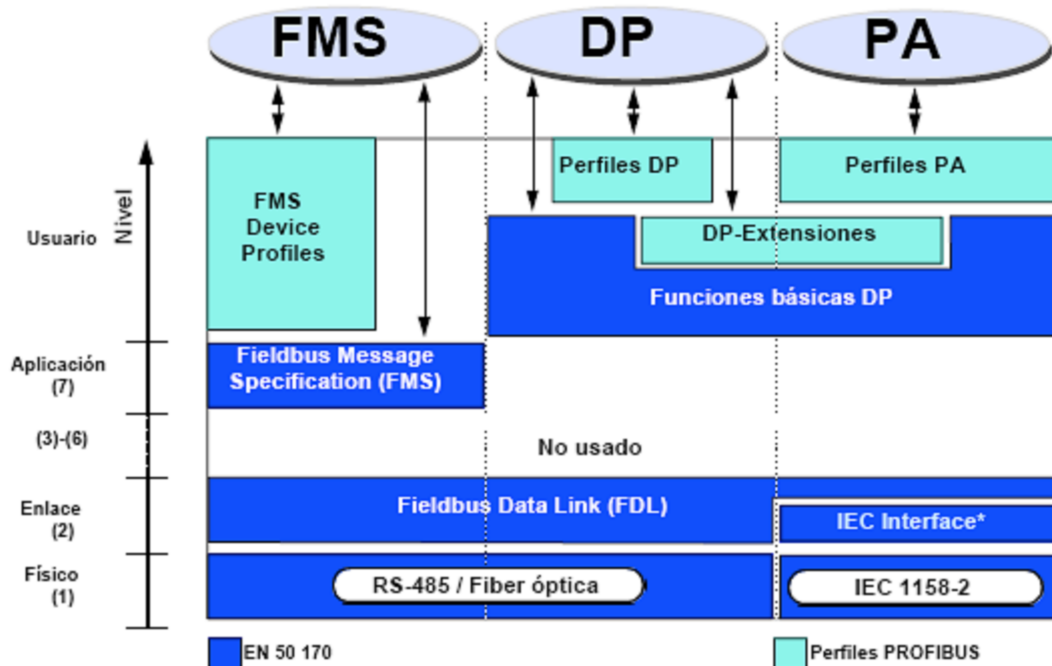 FMS
DP
PA
Nivel
Usuario
FMS
Device
Profiles
Perfiles DP
Perfiles PA
DP-Extensiones
Funciones básicas DP
Aplicación
(7)
Fieldbus Message
Specification (FMS)
(3)-(6)
No usado
Enlace
(2)
Fieldbus Data Link (FDL)
IEC Interface*
Físico
(1)
RS-485 / Fiber óptica
IEC 1158-2
EN 50 170
Perfiles PROFIBUS